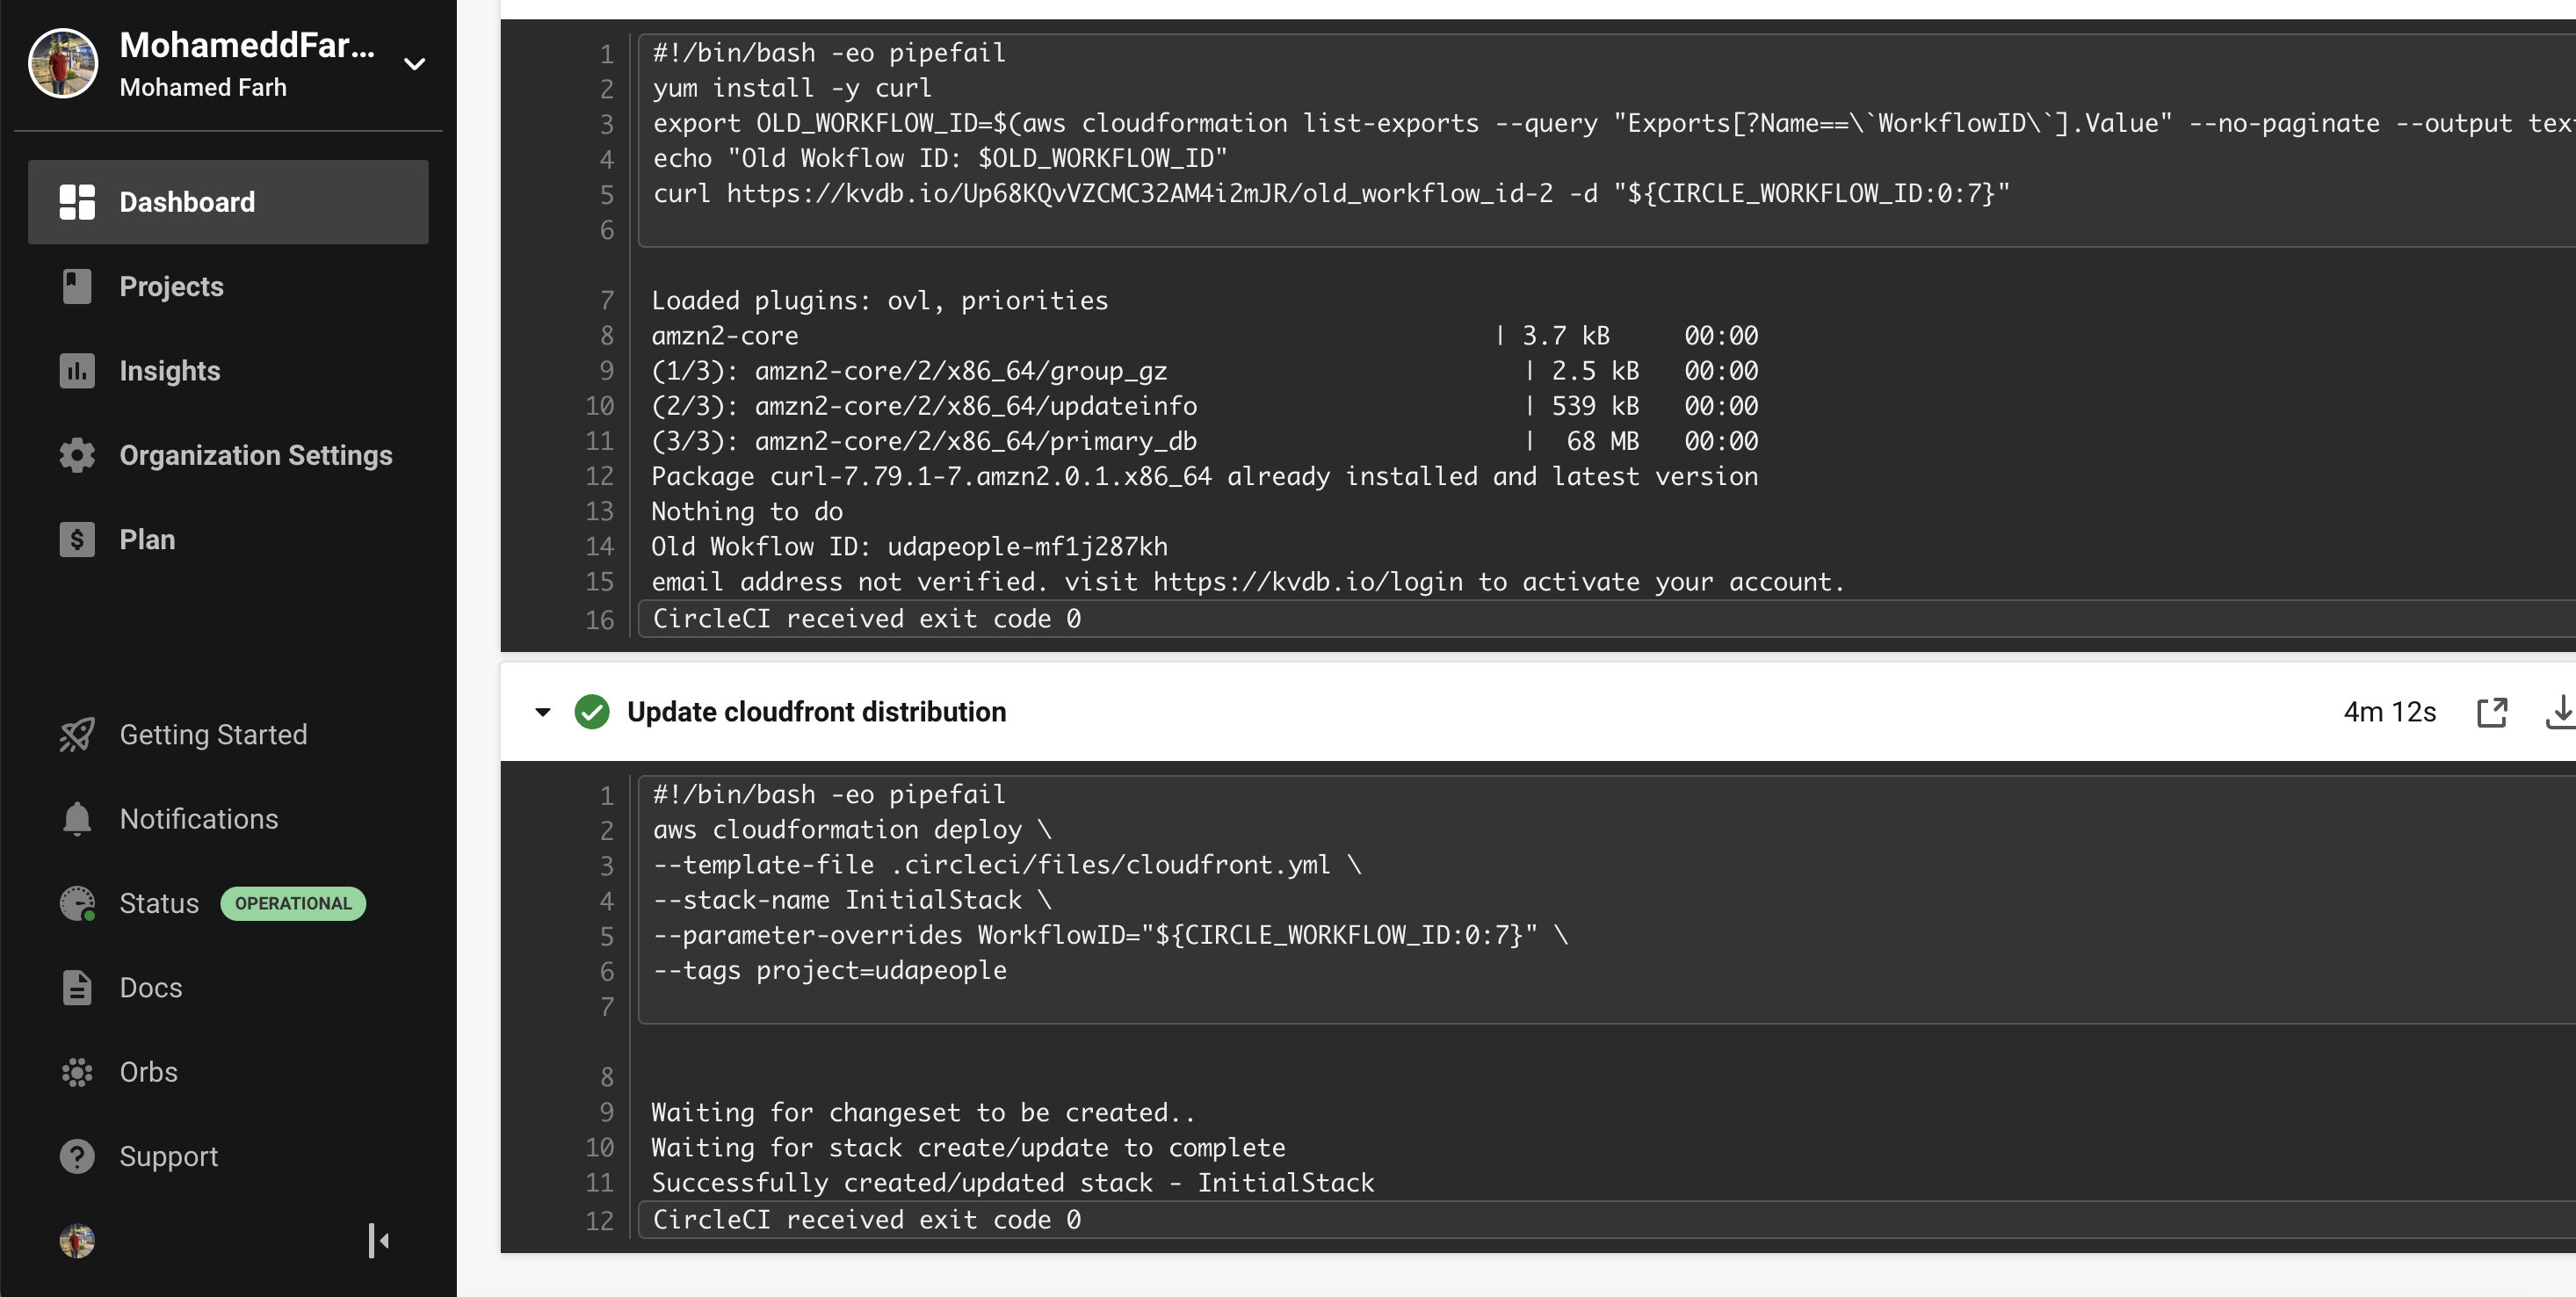 MohameddFar...
Mohamed Farh
Dashboard
Projects
Insights
Organization Settings
Plan
Getting Started
Notifications
Status OPERATIONAL
Docs
Orbs
Support
1 #!/bin/bash -eo pipefail
2 yum install -y curl
3 export OLD_WORKFLOW_ID=$(aws cloudformation list-exports --query "Exports[?Name==\`WorkflowID\`].Value" --no-paginate --output tex
4 echo "Old Wokflow ID: $OLD_WORKFLOW_ID"
5 curl https://kvdb.io/Up68KQvVZCMC32AM4i2mJR/old_workflow_id-2 -d "${CIRCLE_WORKFLOW_ID:0:7}"
6
7 Loaded plugins: ovl, priorities
8 amzn2-core | 3.7 kB 00:00
9 (1/3): amzn2-core/2/x86_64/group_gz | 2.5 kB 00:00
10 (2/3): amzn2-core/2/x86_64/updateinfo | 539 kB 00:00
11 (3/3): amzn2-core/2/x86_64/primary_db | 68 MB 00:00
12 Package curl-7.79.1-7.amzn2.0.1.x86_64 already installed and latest version
13 Nothing to do
14 Old Wokflow ID: udapeople-mf1j287kh
15 email address not verified. visit https://kvdb.io/login to activate your account.
16 CircleCI received exit code 0
Update cloudfront distribution 4m 12s
1 #!/bin/bash -eo pipefail
2 aws cloudformation deploy \
3 --template-file .circleci/files/cloudfront.yml \
4 --stack-name InitialStack \
5 --parameter-overrides WorkflowID="${CIRCLE_WORKFLOW_ID:0:7}" \
6 --tags project=udapeople
7
8
9 Waiting for changeset to be created..
10 Waiting for stack create/update to complete
11 Successfully created/updated stack - InitialStack
12 CircleCI received exit code 0